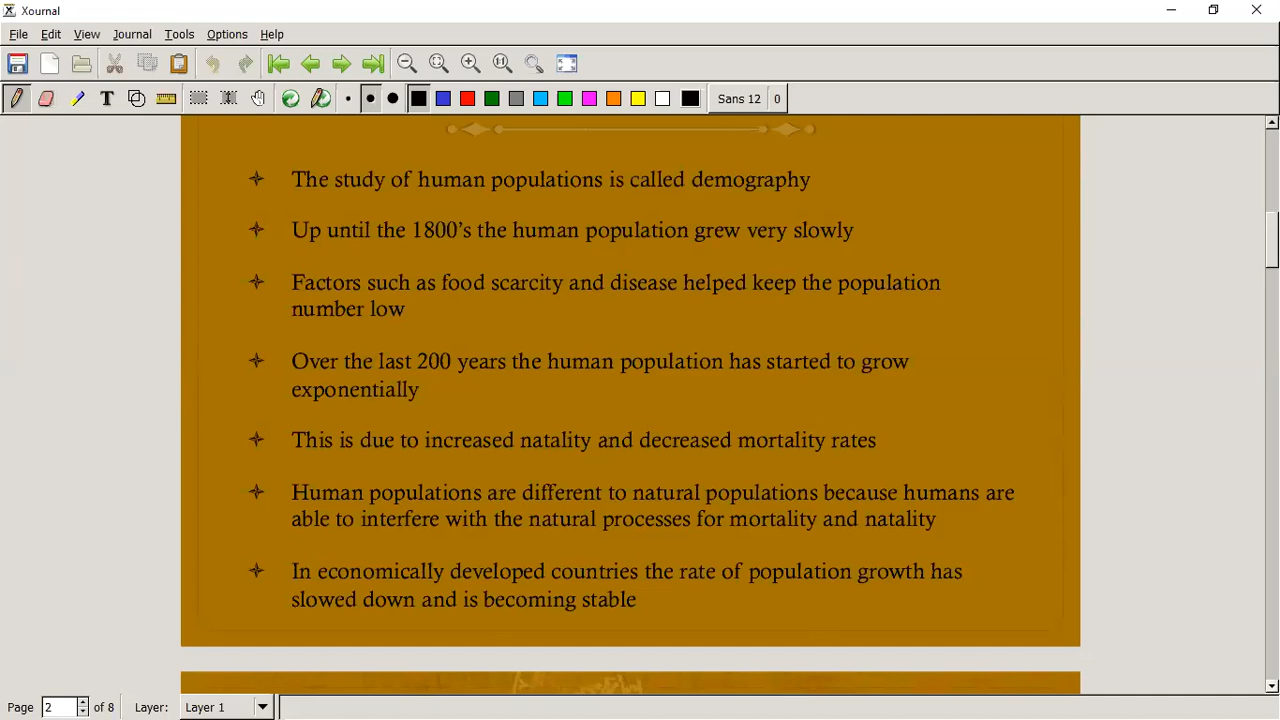 Xournal
File Edit View Journal Tools Options Help
Sans 12 0
The study of human populations is called demography
Up until the 1800's the human population grew very slowly
Factors such as food scarcity and disease helped keep the population
number low
Over the last 200 years the human population has started to grow
exponentially
This is due to increased natality and decreased mortality rates
Human populations are different to natural populations because humans are
able to interfere with the natural processes for mortality and natality
In economically developed countries the rate of population growth has
slowed down and is becoming stable
Page 2 of 8 Layer: Layer 1